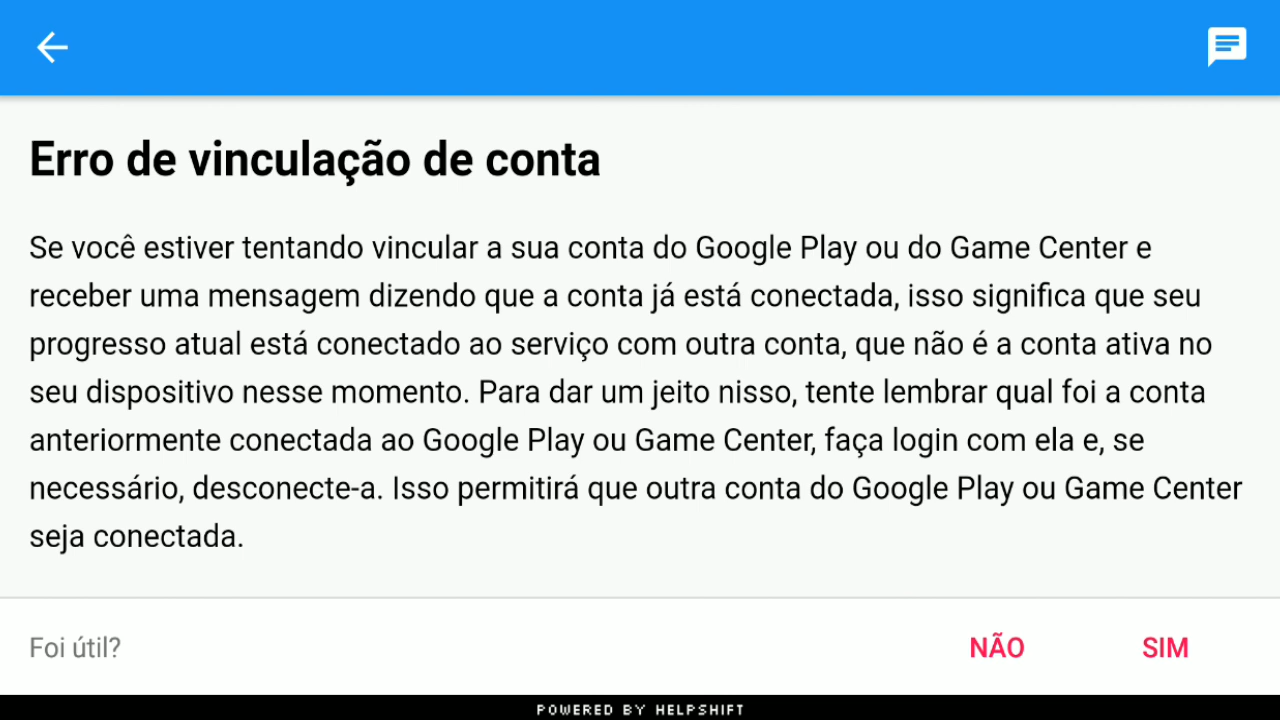 Erro de vinculação de conta
Se você estiver tentando vincular a sua conta do Google Play ou do Game Center e
receber uma mensagem dizendo que a conta já está conectada, isso significa que seu
progresso atual está conectado ao serviço com outra conta, que não é a conta ativa no
seu dispositivo nesse momento. Para dar um jeito nisso, tente lembrar qual foi a conta
anteriormente conectada ao Google Play ou Game Center, faça login com ela e, se
necessário, desconecte-a. Isso permitirá que outra conta do Google Play ou Game Center
seja conectada.
Foi útil? NÃO SIM
POWERED BY HELPSHIFT